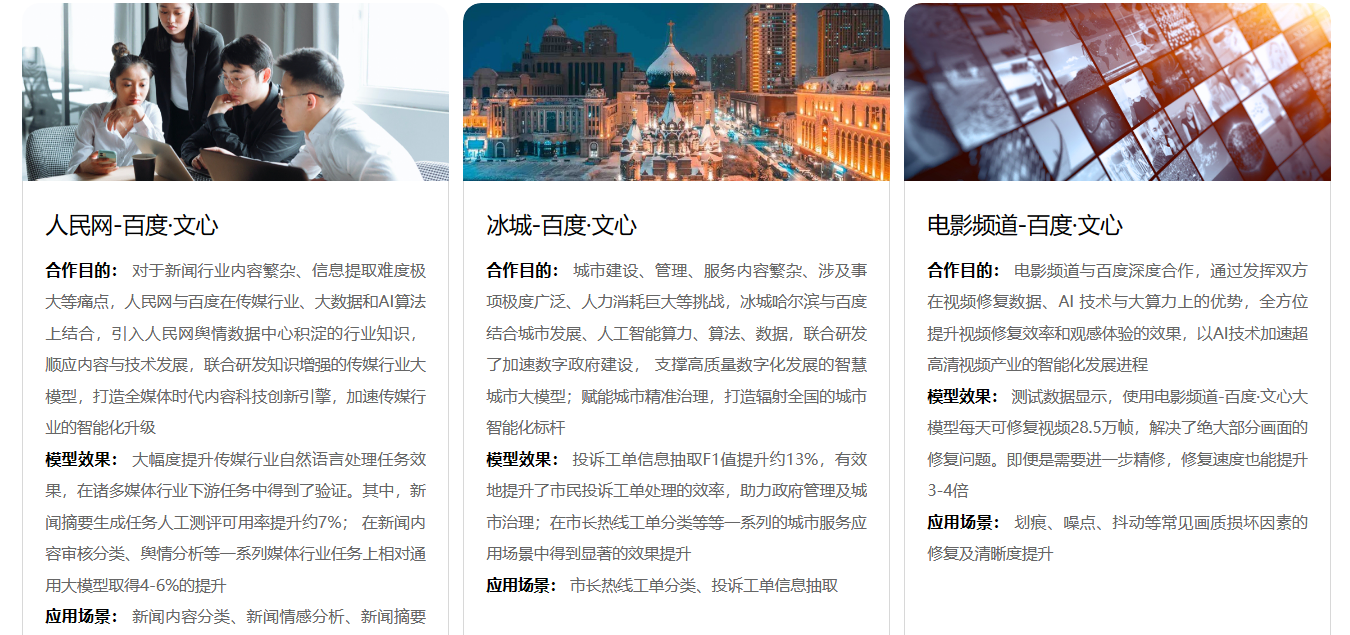 人民网-百度·文心
合作目的： 对于新闻行业内容繁杂、信息提取难度极
大等痛点，人民网与百度在传媒行业、大数据和AI算法
上结合，引入人民网舆情数据中心积淀的行业知识，
顺应内容与技术发展，联合研发知识增强的传媒行业大
模型，打造全媒体时代内容科技创新引擎，加速传媒行
业的智能化升级
模型效果： 大幅度提升传媒行业自然语言处理任务效
果，在诸多媒体行业下游任务中得到了验证。其中，新
闻摘要生成任务人工测评可用率提升约7%； 在新闻内
容审核分类、舆情分析等一系列媒体行业任务上相对通
用大模型取得4-6%的提升
应用场景： 新闻内容分类、新闻情感分析、新闻摘要
冰城-百度·文心
合作目的： 城市建设、管理、服务内容繁杂、涉及事
项极度广泛、人力消耗巨大等挑战，冰城哈尔滨与百度
结合城市发展、人工智能算力、算法、数据，联合研发
了加速数字政府建设， 支撑高质量数字化发展的智慧
城市大模型；赋能城市精准治理，打造辐射全国的城市
智能化标杆
模型效果： 投诉工单信息抽取F1值提升约13%，有效
地提升了市民投诉工单处理的效率，助力政府管理及城
市治理；在市长热线工单分类等等一系列的城市服务应
用场景中得到显著的效果提升
应用场景： 市长热线工单分类、投诉工单信息抽取
电影频道-百度·文心
合作目的： 电影频道与百度深度合作，通过发挥双方
在视频修复数据、AI 技术与大算力上的优势，全方位
提升视频修复效率和观感体验的效果，以AI技术加速超
高清视频产业的智能化发展进程
模型效果： 测试数据显示，使用电影频道-百度·文心大
模型每天可修复视频28.5万帧，解决了绝大部分画面的
修复问题。即便是需要进一步精修，修复速度也能提升
3-4倍
应用场景： 划痕、噪点、抖动等常见画质损坏因素的
修复及清晰度提升